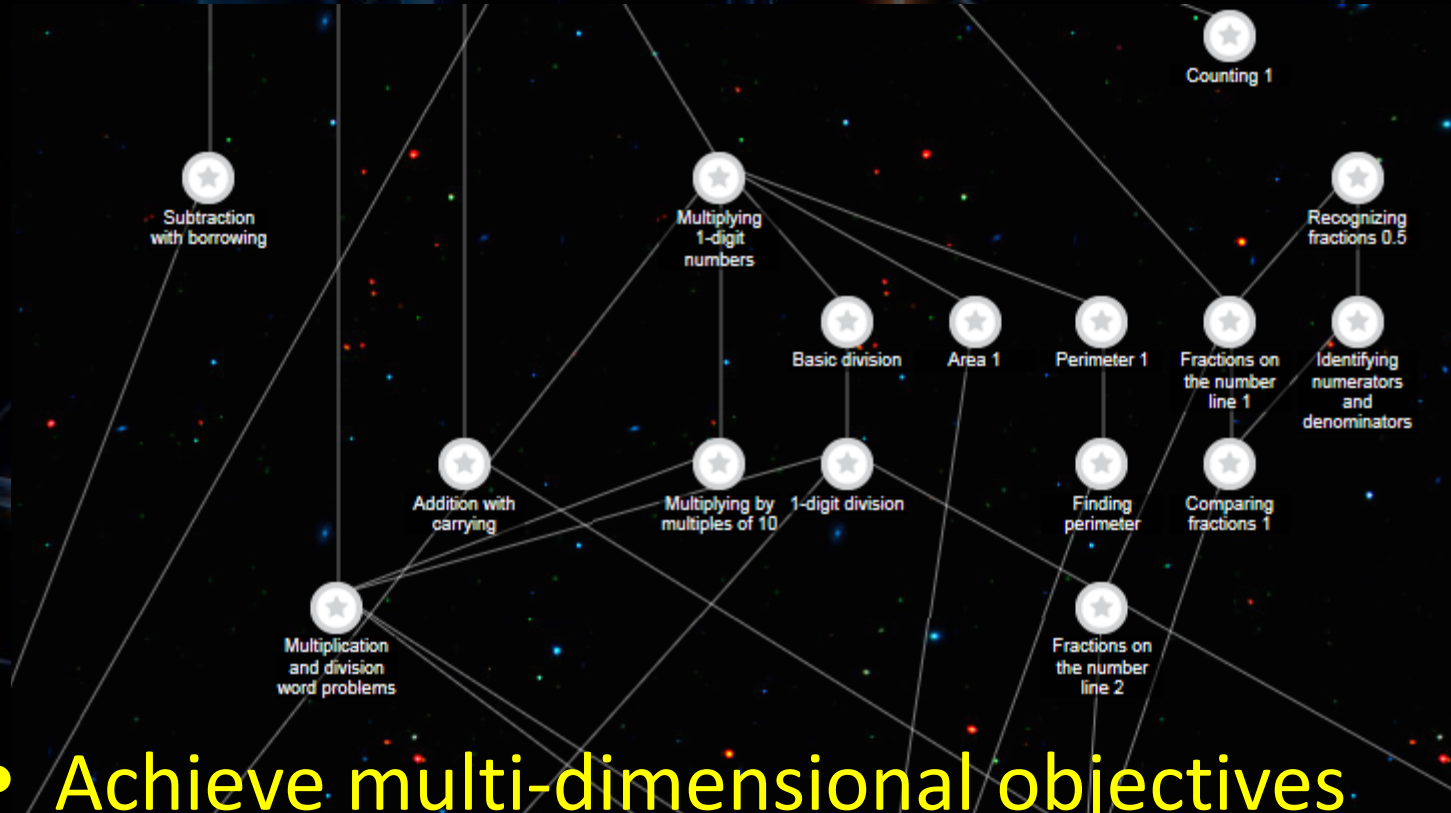 Counting 1
Subtraction
with borrowing
Multiplying
1-digit
numbers
Recognizing
fractions 0.5
Basic division
Area 1
Perimeter 1
Fractions on
the number
line 1
Identifying
numerators
and
denominators
Addition with
carrying
Multiplying by
multiples of 10
1-digit division
Finding
perimeter
Comparing
fractions 1
Multiplication
and division
word problems
Fractions on
the number
line 2
• Achieve multi-dimensional objectives